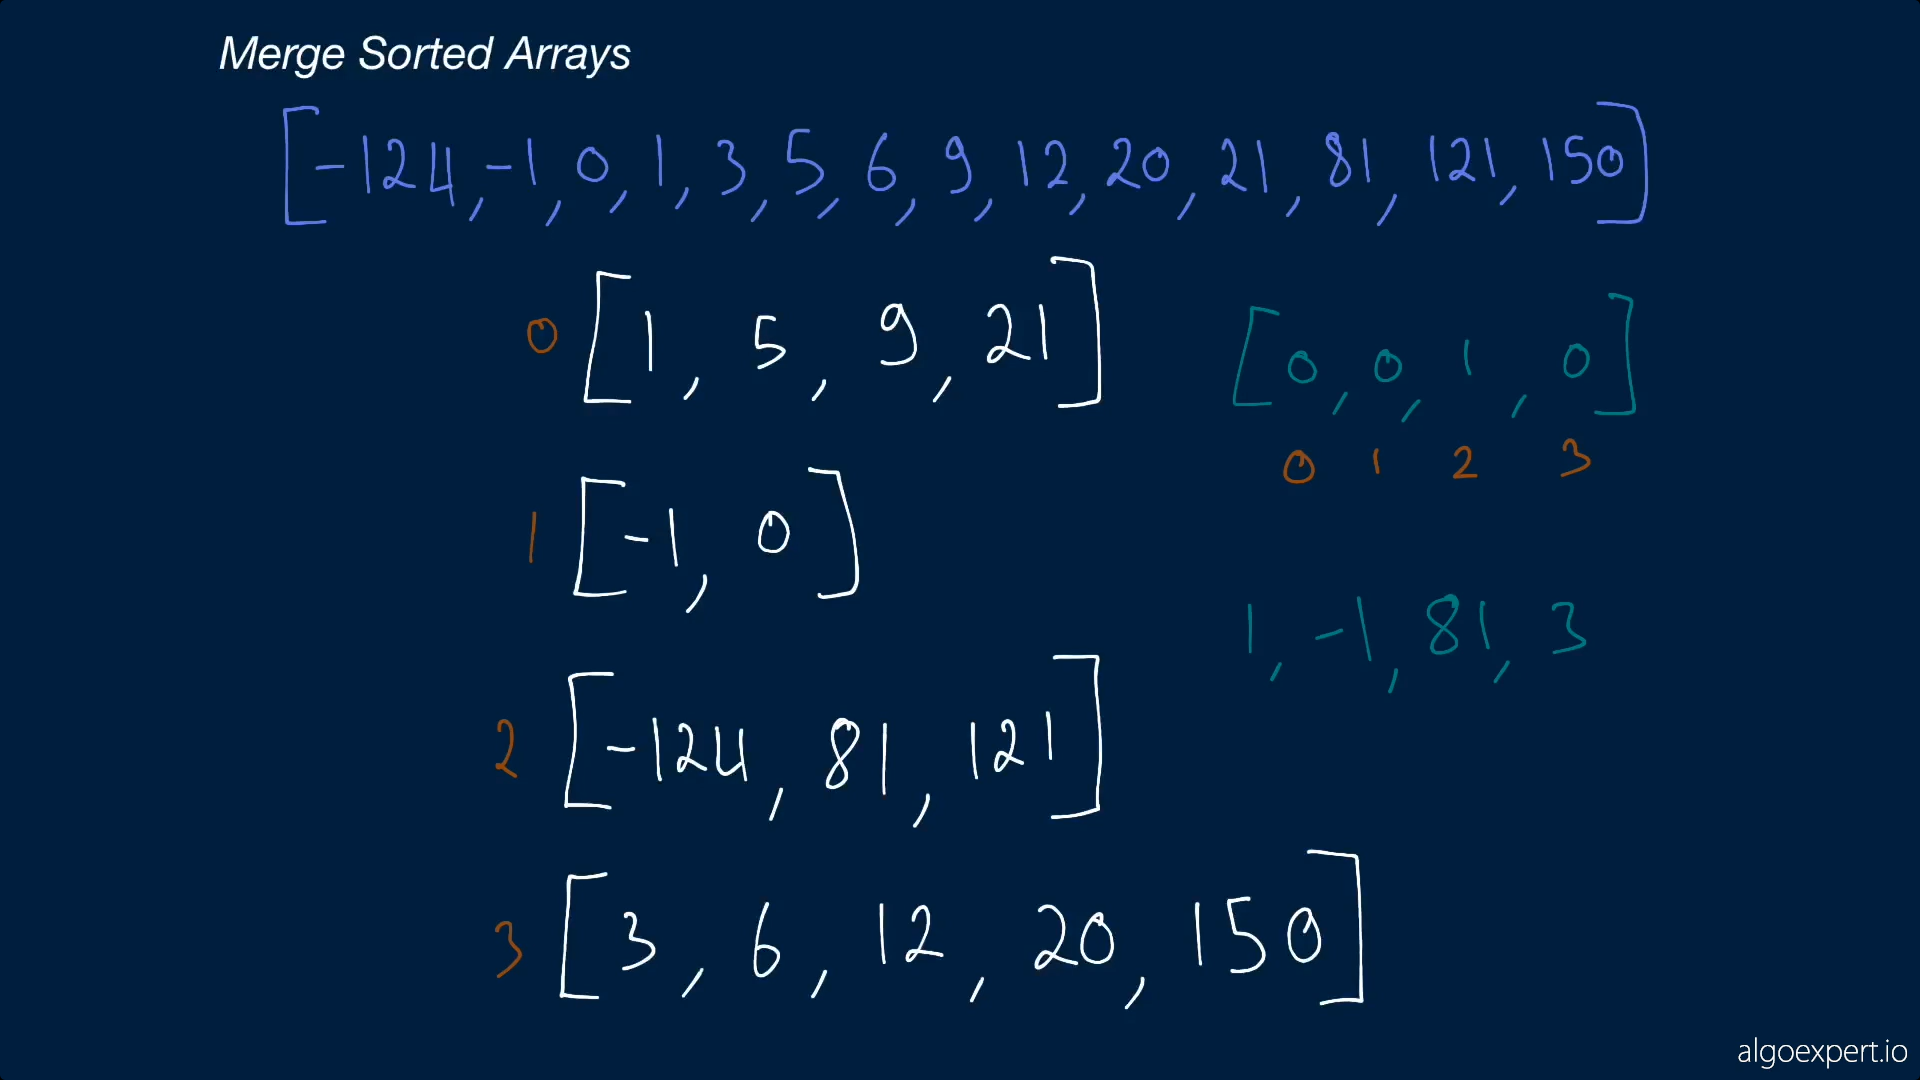 Merge Sorted Arrays
[-124, -1, 0, 1, 3, 5, 6, 9, 12, 20, 21, 81, 121, 150]
0 [1, 5, 9, 21]
[0, 0, 1, 0]
0 1 2 3
1 [-1, 0]
1, -1, 81, 3
2 [-124, 81, 121]
3 [3, 6, 12, 20, 150]
algoexpert.io